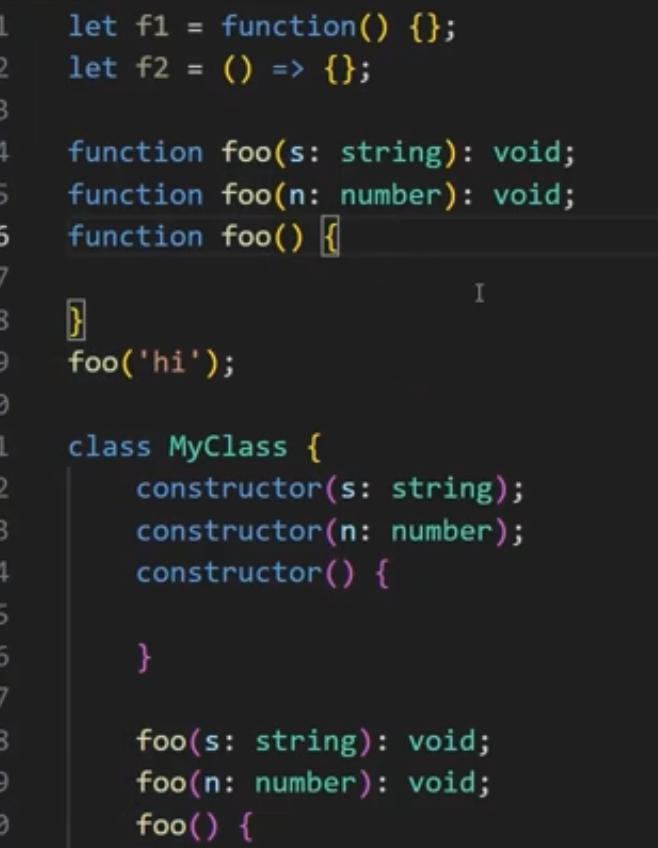 1 let f1 = function() {};
2 let f2 = () => {};
3
4 function foo(s: string): void;
5 function foo(n: number): void;
6 function foo() {
7
8 }
9 foo('hi');
0
1 class MyClass {
2 constructor(s: string);
3 constructor(n: number);
4 constructor() {
5
6 }
7
8 foo(s: string): void;
9 foo(n: number): void;
0 foo() {